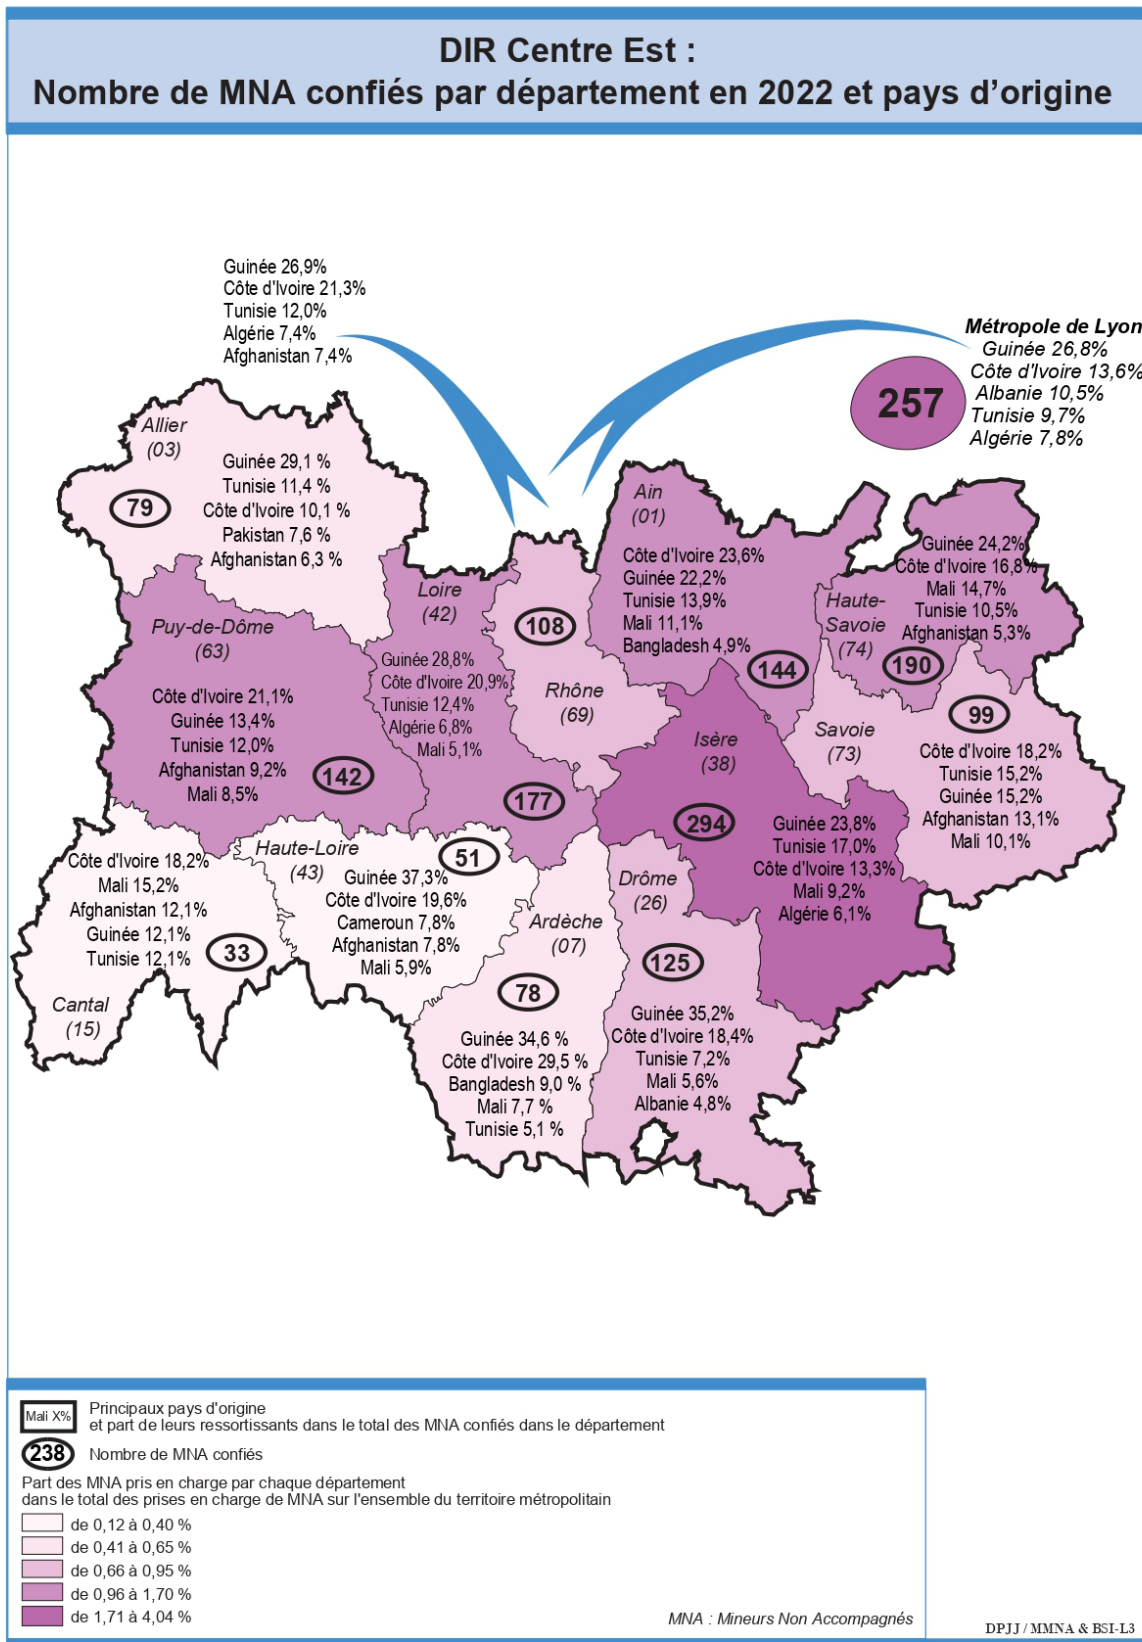 DIR Centre Est :
Nombre de MNA confiés par département en 2022 et pays d’origine
Guinée 26,9%
Côte d'Ivoire 21,3%
Tunisie 12,0%
Algérie 7,4%
Afghanistan 7,4%
Métropole de Lyon
Guinée 26,8%
Côte d'Ivoire 13,6%
Albanie 10,5%
Tunisie 9,7%
Algérie 7,8%
257
Allier
(03)
79
Guinée 29,1 %
Tunisie 11,4 %
Côte d'Ivoire 10,1 %
Pakistan 7,6 %
Afghanistan 6,3 %
Ain
(01)
Côte d'Ivoire 23,6%
Guinée 22,2%
Tunisie 13,9%
Mali 11,1%
Bangladesh 4,9%
144
Guinée 24,2%
Côte d'Ivoire 16,8%
Mali 14,7%
Tunisie 10,5%
Afghanistan 5,3%
Haute-
Savoie
(74)
190
Puy-de-Dôme
(63)
Côte d'Ivoire 21,1%
Guinée 13,4%
Tunisie 12,0%
Afghanistan 9,2%
Mali 8,5%
142
Loire
(42)
Guinée 28,8%
Côte d'Ivoire 20,9%
Tunisie 12,4%
Algérie 6,8%
Mali 5,1%
177
108
Rhône
(69)
Isère
(38)
294
Guinée 23,8%
Tunisie 17,0%
Côte d'Ivoire 13,3%
Mali 9,2%
Algérie 6,1%
Savoie
(73)
99
Côte d'Ivoire 18,2%
Tunisie 15,2%
Guinée 15,2%
Afghanistan 13,1%
Mali 10,1%
Côte d'Ivoire 18,2%
Mali 15,2%
Afghanistan 12,1%
Guinée 12,1%
Tunisie 12,1%
33
Cantal
(15)
Haute-Loire
(43)
51
Guinée 37,3%
Côte d'Ivoire 19,6%
Cameroun 7,8%
Afghanistan 7,8%
Mali 5,9%
Ardèche
(07)
78
Guinée 34,6 %
Côte d'Ivoire 29,5 %
Bangladesh 9,0 %
Mali 7,7 %
Tunisie 5,1 %
Drôme
(26)
125
Guinée 35,2%
Côte d'Ivoire 18,4%
Tunisie 7,2%
Mali 5,6%
Albanie 4,8%
Mali X%
Principaux pays d'origine
et part de leurs ressortissants dans le total des MNA confiés dans le département
238
Nombre de MNA confiés
Part des MNA pris en charge par chaque département
dans le total des prises en charge de MNA sur l'ensemble du territoire métropolitain
de 0,12 à 0,40 %
de 0,41 à 0,65 %
de 0,66 à 0,95 %
de 0,96 à 1,70 %
de 1,71 à 4,04 %
MNA : Mineurs Non Accompagnés
DPJJ / MMNA & BSI-L3